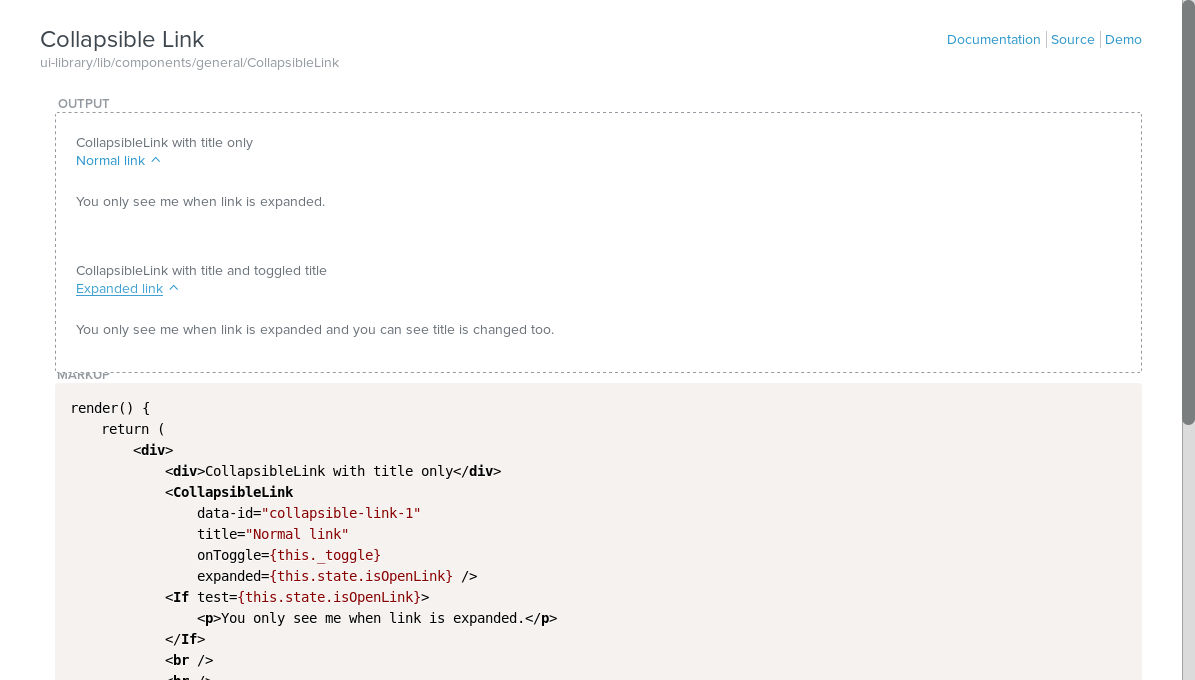 Collapsible Link
Documentation Source Demo
ui-library/lib/components/general/CollapsibleLink
OUTPUT
CollapsibleLink with title only
Normal link
You only see me when link is expanded.
CollapsibleLink with title and toggled title
Expanded link
You only see me when link is expanded and you can see title is changed too.
MARKUP
render() {
    return (
        <div>
            <div>CollapsibleLink with title only</div>
            <CollapsibleLink
                data-id="collapsible-link-1"
                title="Normal link"
                onToggle={this._toggle}
                expanded={this.state.isOpenLink} />
            <If test={this.state.isOpenLink}>
                <p>You only see me when link is expanded.</p>
            </If>
            <br />
            <br />